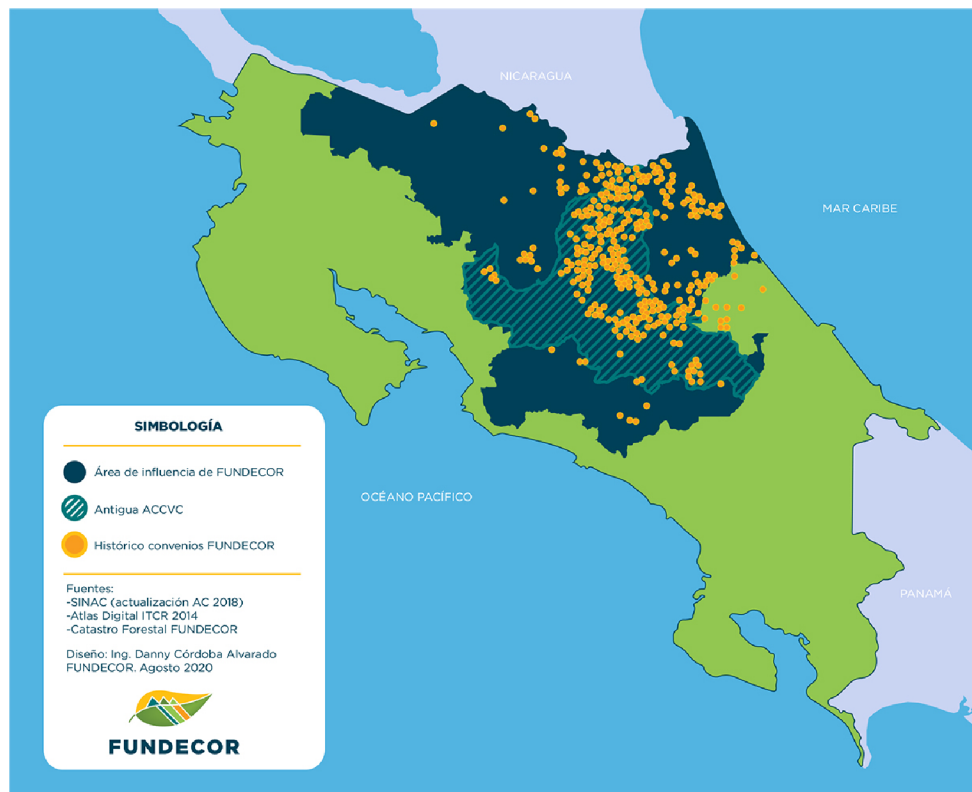 NICARAGUA
MAR CARIBE
OCÉANO PACÍFICO
PANAMÁ
SIMBOLOGÍA
Área de influencia de FUNDECOR
Antigua ACCVC
Histórico convenios FUNDECOR
Fuentes:
-SINAC (actualización AC 2018)
-Atlas Digital ITCR 2014
-Catastro Forestal FUNDECOR
Diseño: Ing. Danny Córdoba Alvarado
FUNDECOR. Agosto 2020
FUNDECOR